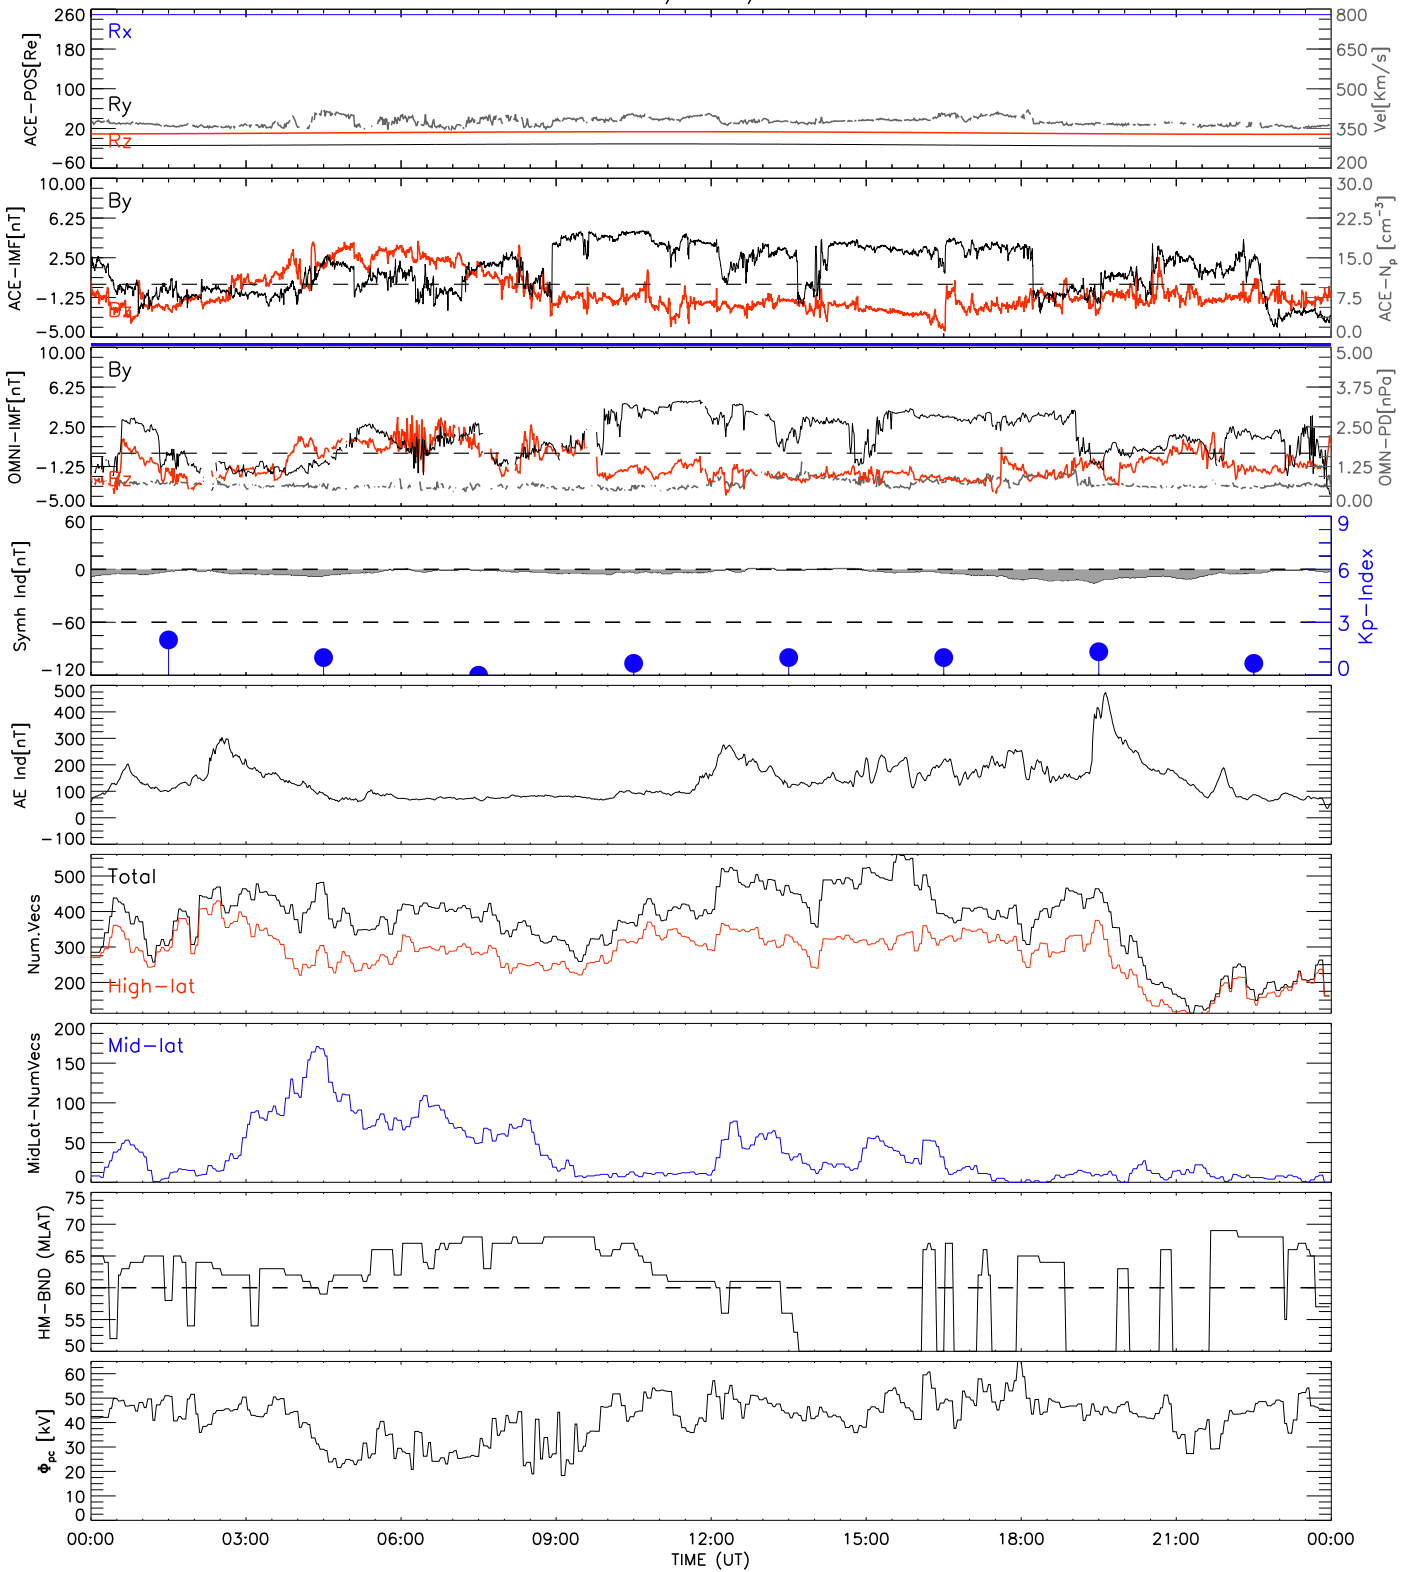 260
180
100
20
−60
ACE−POS[Re]
Rx
Ry
Rz
800
650
500
350
200
Vel[Km/s]
10.00
6.25
2.50
−1.25
−5.00
ACE−IMF[nT]
By
Bz
30.0
22.5
15.0
7.5
0.0
ACE−Np [cm−3]
10.00
6.25
2.50
−1.25
−5.00
OMNI−IMF[nT]
By
Bz
5.00
3.75
2.50
1.25
0.00
OMN−PD[nPa]
60
0
−60
−120
Symh Ind[nT]
9
6
3
0
Kp−Index
500
400
300
200
100
0
−100
AE Ind[nT]
500
400
300
200
Num.Vecs
Total
High−lat
200
150
100
50
0
MidLat−NumVecs
Mid−lat
75
70
65
60
55
50
HM−BND (MLAT)
60
50
40
30
20
10
0
Φpc [kV]
00:00 03:00 06:00 09:00 12:00 15:00 18:00 21:00 00:00
TIME (UT)